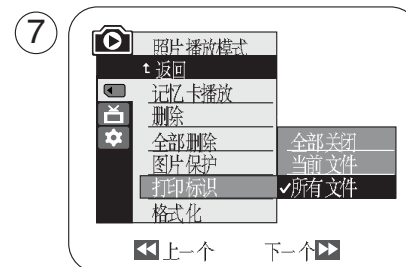 7
照片播放模式
返回
记忆卡播放
删除
全部删除
全部关闭
图片保护
当前文件
打印标识
✓所有文件
格式化
上一个 下一个